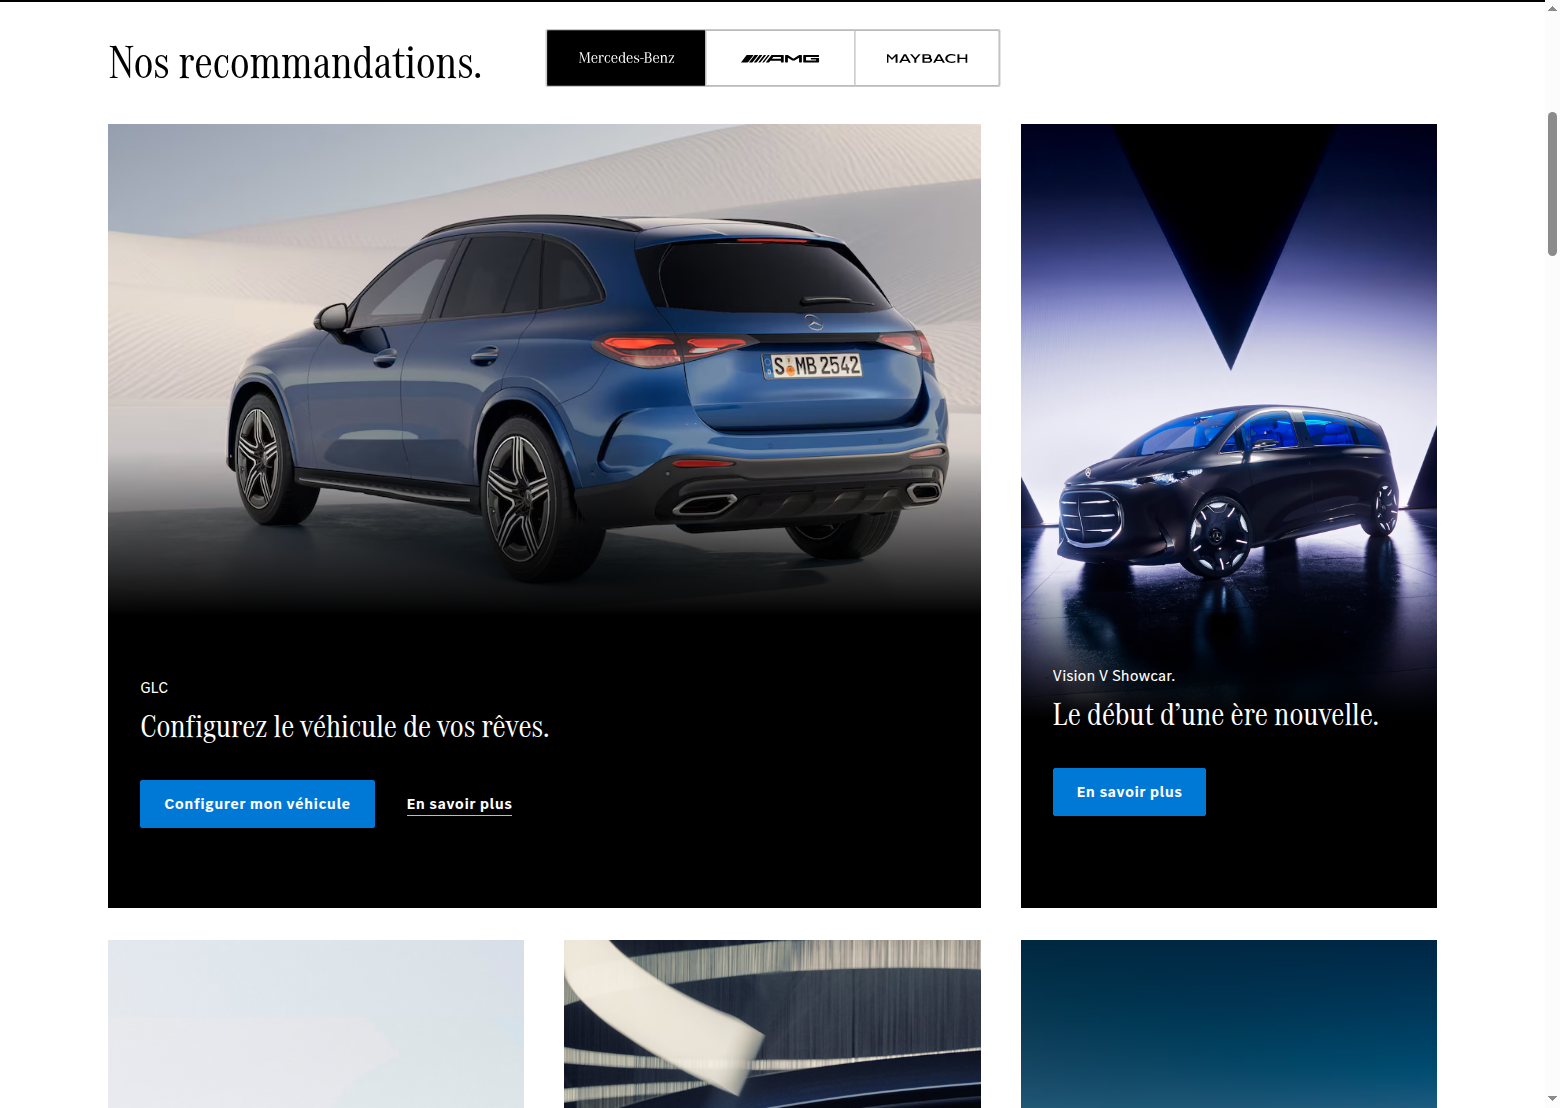 Nos recommandations.
Mercedes-Benz
AMG
MAYBACH
S MB 2542
GLC
Configurez le véhicule de vos rêves.
Configurer mon véhicule
En savoir plus
Vision V Showcar.
Le début d’une ère nouvelle.
En savoir plus